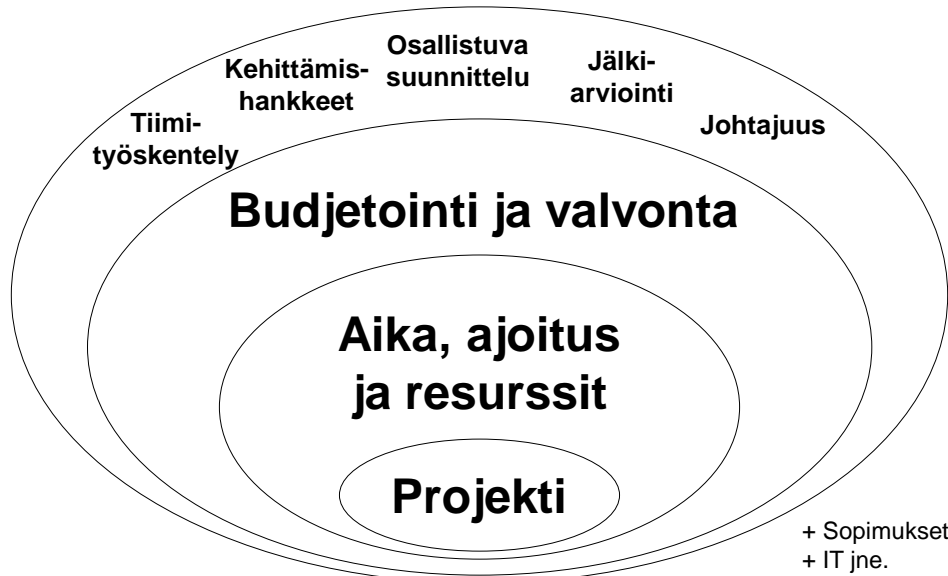 Osallistuva
suunnittelu
Kehittämis-
hankkeet
Jälki-
arviointi
Tiimi-
työskentely
Johtajuus
Budjetointi ja valvonta
Aika, ajoitus
ja resurssit
Projekti
+ Sopimukset
+ IT jne.